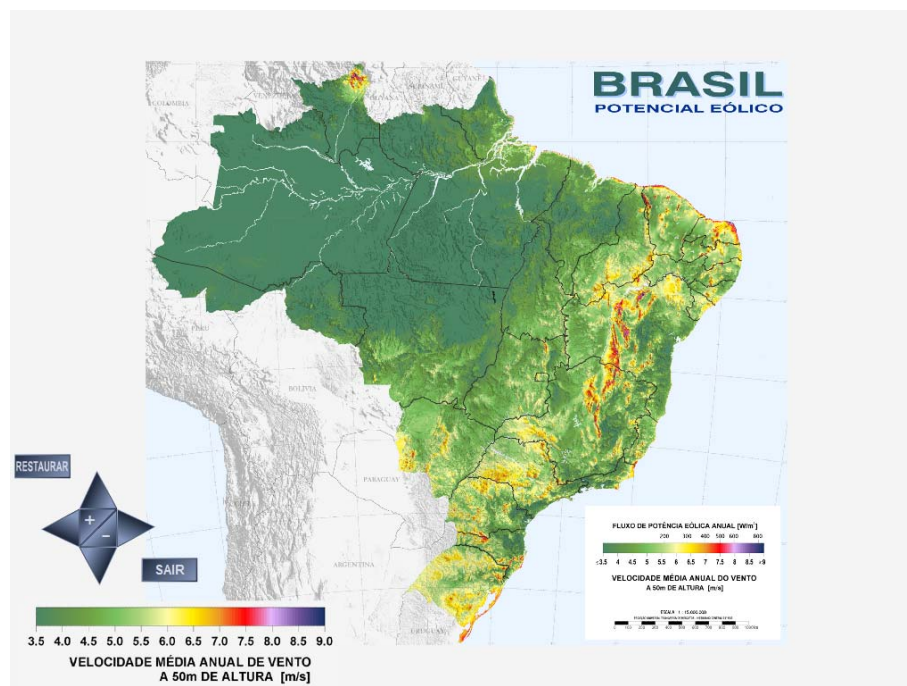 BRASIL
POTENCIAL EÓLICO
COLOMBIA
GUYANA
SURINAME
PERU
BOLIVIA
PARAGUAY
ARGENTINA
URUGUAY
RESTAURAR
+
−
SAIR
3.5 4.0 4.5 5.0 5.5 6.0 6.5 7.0 7.5 8.0 8.5 9.0
VELOCIDADE MÉDIA ANUAL DE VENTO
A 50m DE ALTURA [m/s]
FLUXO DE POTÊNCIA EÓLICA ANUAL [W/m²]
VELOCIDADE MÉDIA ANUAL DO VENTO
A 50m DE ALTURA [m/s]